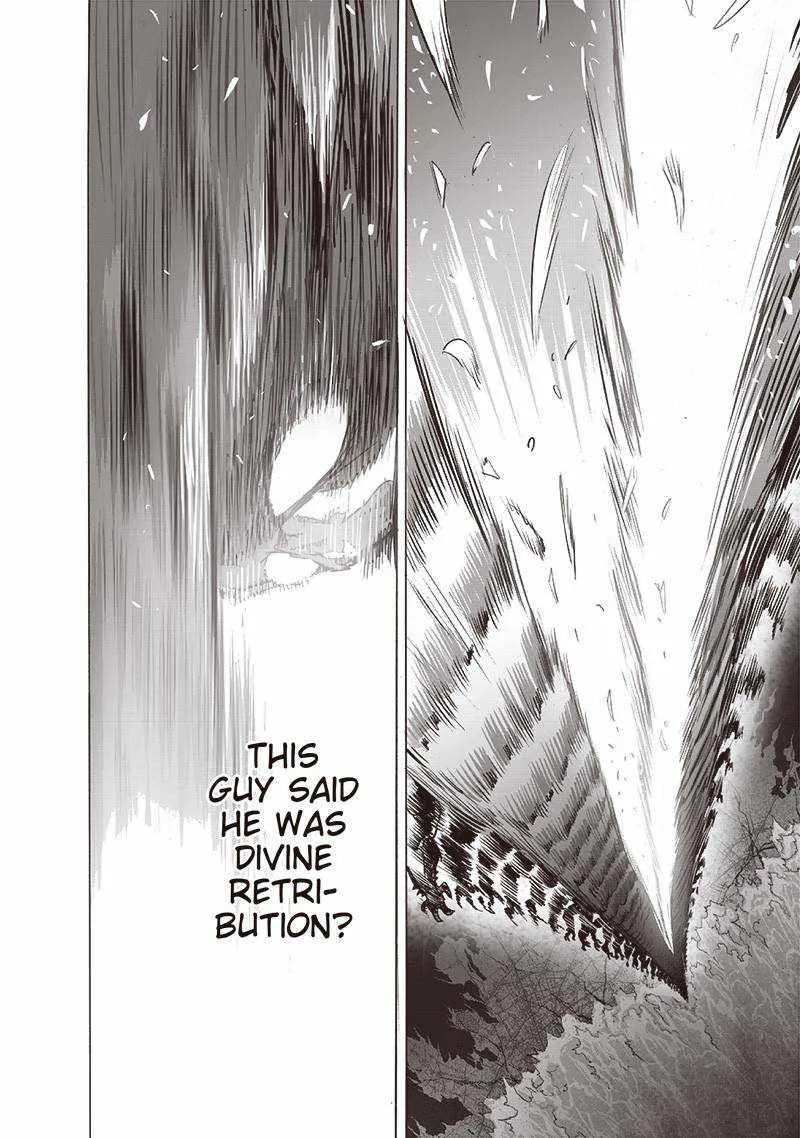 THIS
GUY SAID
HE WAS
DIVINE
RETRI-
BUTION?